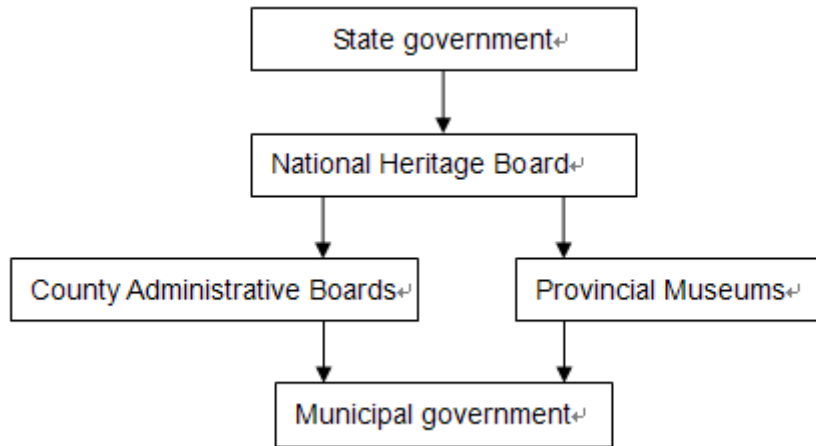 State government↵
National Heritage Board↵
County Administrative Boards↵
Provincial Museums↵
Municipal government↵